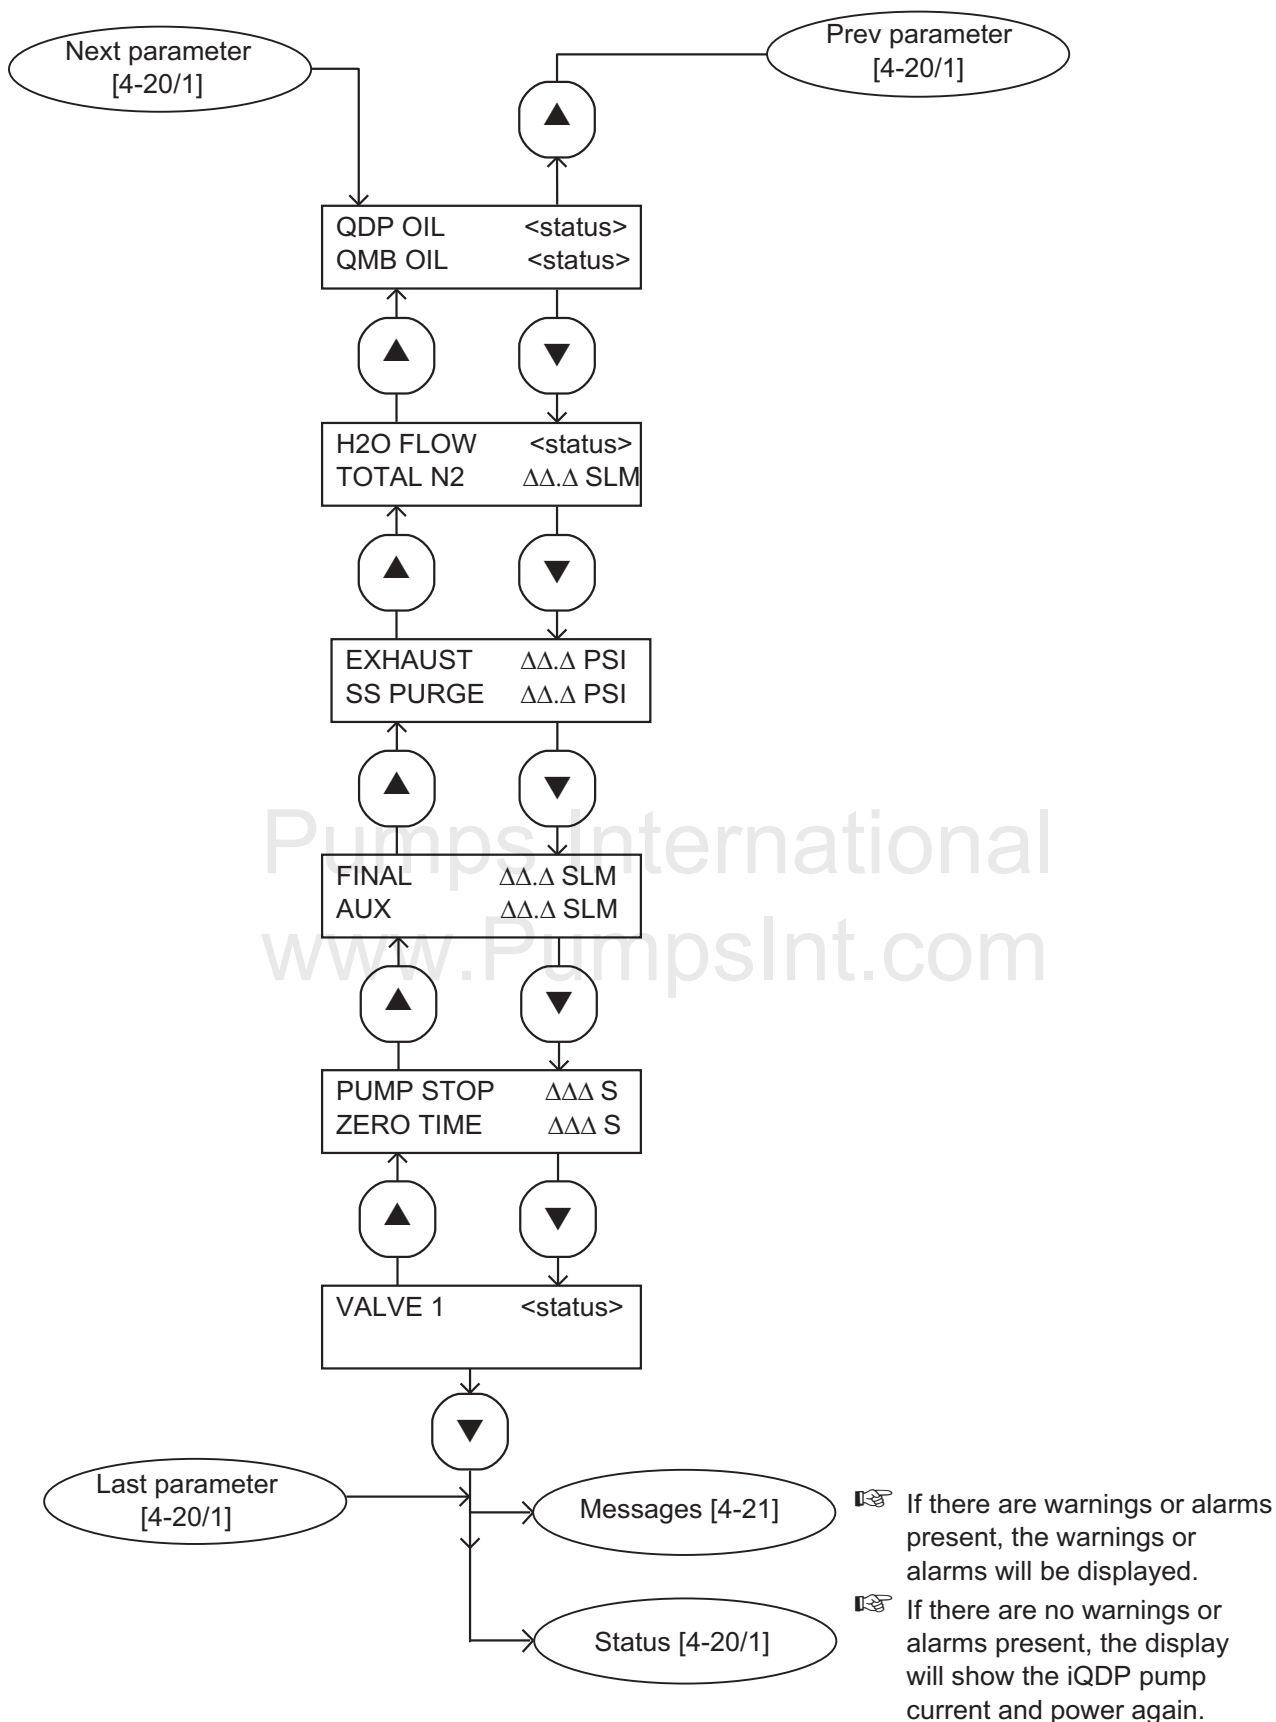 Next parameter
[4-20/1]
Prev parameter
[4-20/1]
QDP OIL <status>
QMB OIL <status>
H2O FLOW <status>
TOTAL N2 ΔΔ.Δ SLM
EXHAUST ΔΔ.Δ PSI
SS PURGE ΔΔ.Δ PSI
Pumps International
FINAL ΔΔ.Δ SLM
AUX ΔΔ.Δ SLM
www.PumpsInt.com
PUMP STOP ΔΔΔ S
ZERO TIME ΔΔΔ S
VALVE 1 <status>
Last parameter
[4-20/1]
Messages [4-21]
☞ If there are warnings or alarms
present, the warnings or
alarms will be displayed.
Status [4-20/1]
☞ If there are no warnings or
alarms present, the display
will show the iQDP pump
current and power again.